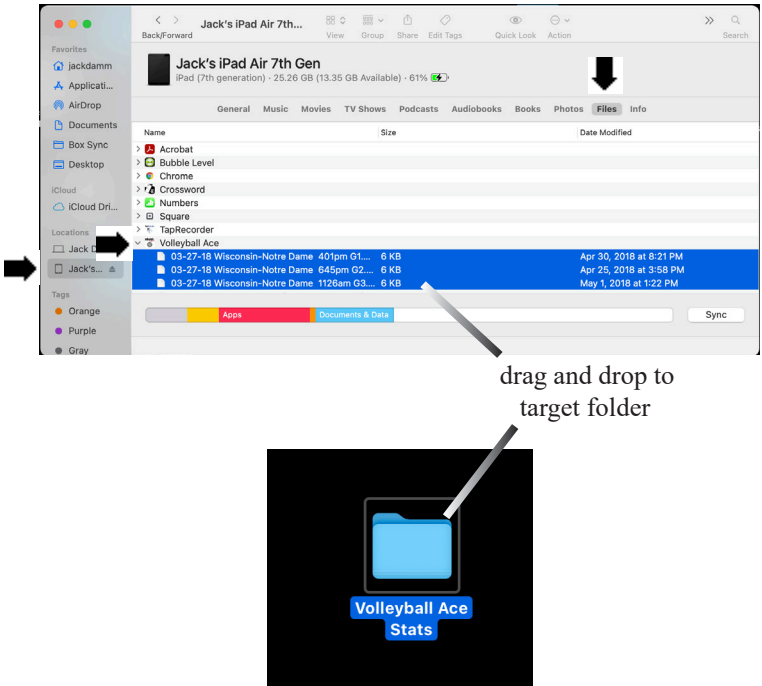 Jack's iPad Air 7th...
Back/Forward View Group Share Edit Tags Quick Look Action Search
Favorites
jackdamm
Applicati...
AirDrop
Documents
Box Sync
Desktop
iCloud
iCloud Dri...
Locations
Jack D
Jack's...
Tags
Orange
Purple
Gray
Jack's iPad Air 7th Gen
iPad (7th generation) · 25.26 GB (13.35 GB Available) · 61%
General Music Movies TV Shows Podcasts Audiobooks Books Photos Files Info
Name Size Date Modified
Acrobat
Bubble Level
Chrome
Crossword
Numbers
Square
TapRecorder
Volleyball Ace
03-27-18 Wisconsin-Notre Dame 401pm G1.... 6 KB Apr 30, 2018 at 8:21 PM
03-27-18 Wisconsin-Notre Dame 645pm G2.... 6 KB Apr 25, 2018 at 3:58 PM
03-27-18 Wisconsin-Notre Dame 1126am G3.... 6 KB May 1, 2018 at 1:22 PM
Apps Documents & Data Sync
drag and drop to
target folder
Volleyball Ace
Stats